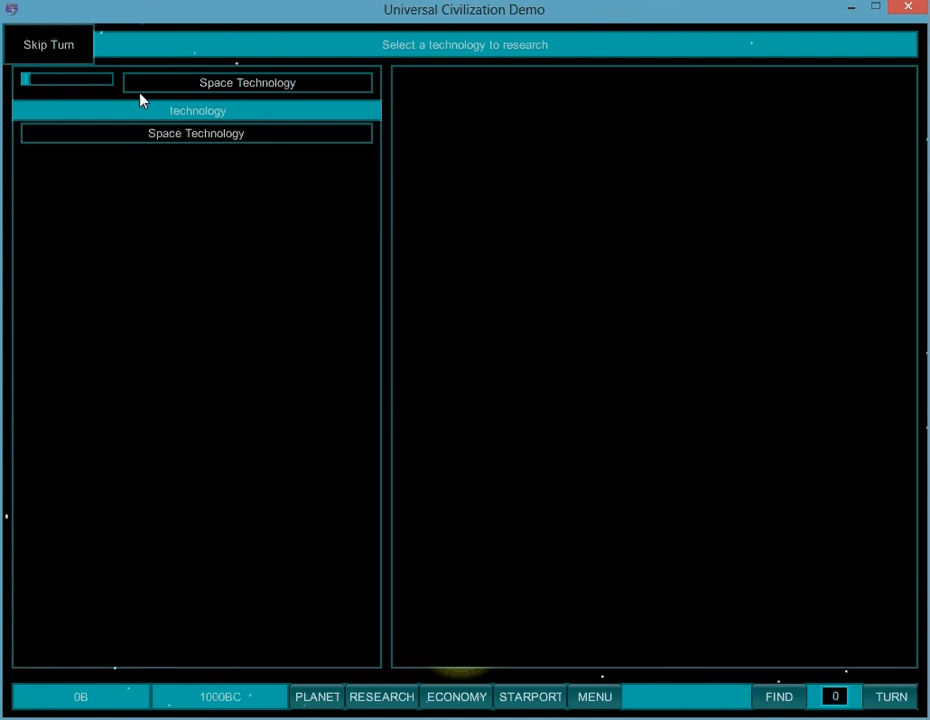 Universal Civilization Demo
Skip Turn
Select a technology to research
Space Technology
technology
Space Technology
0B
1000BC
PLANET
RESEARCH
ECONOMY
STARPORT
MENU
FIND
0
TURN